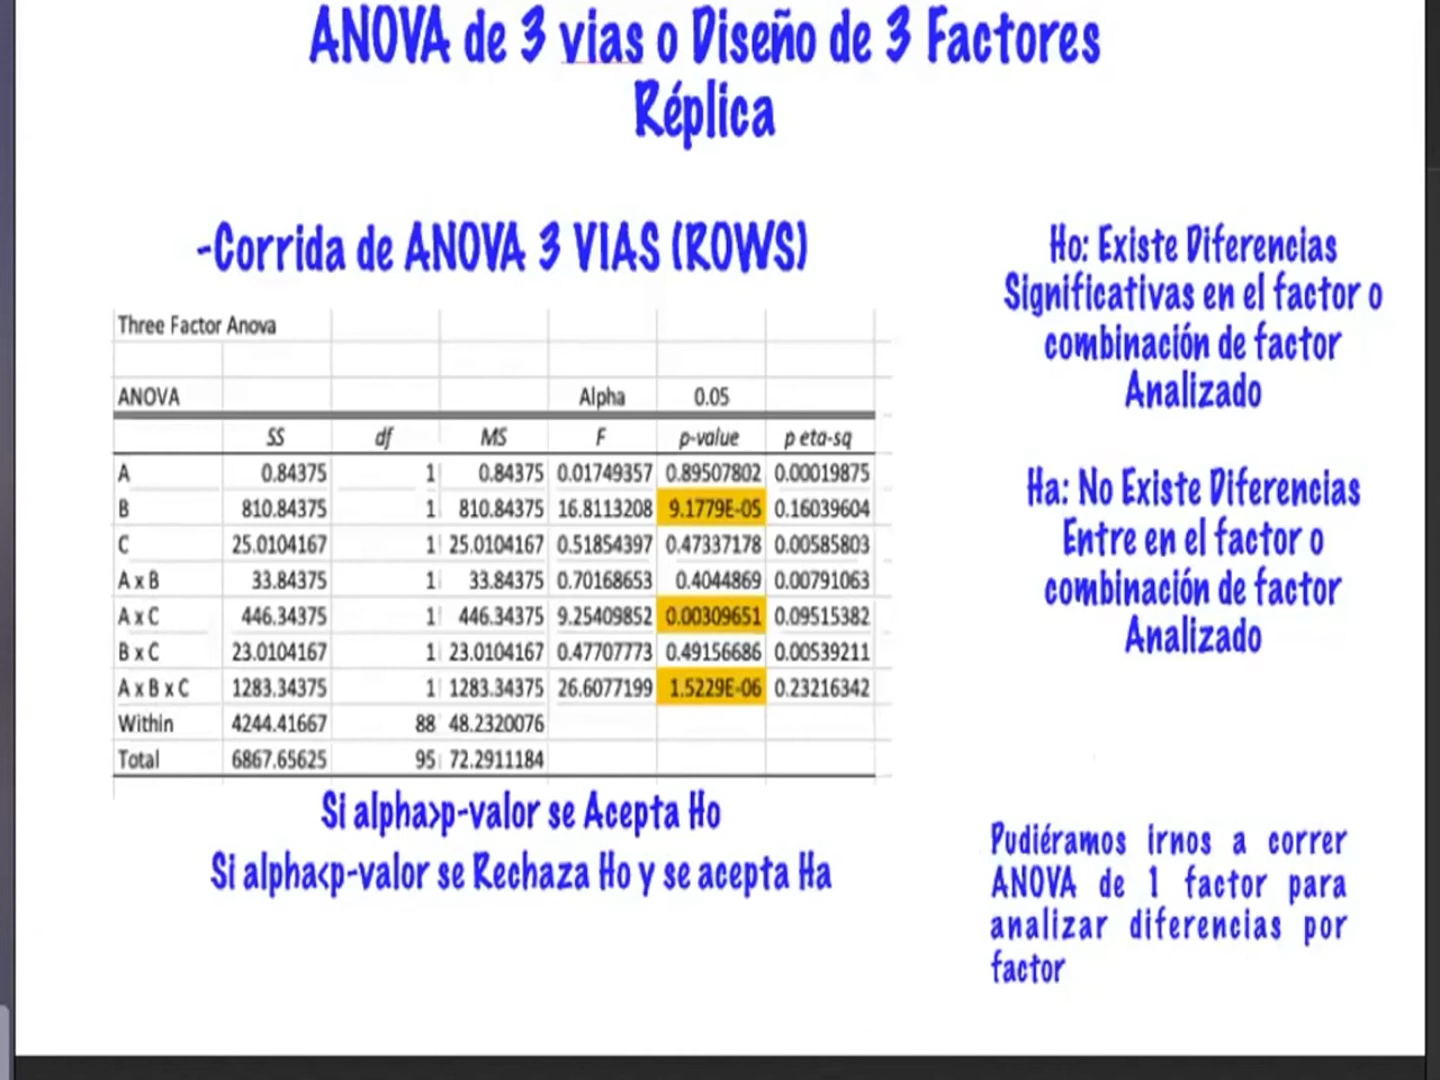 ANOVA de 3 vias o Diseño de 3 Factores
Réplica
-Corrida de ANOVA 3 VIAS (ROWS)
Three Factor Anova
ANOVA Alpha 0.05
SS df MS F p-value p eta-sq
A 0.84375 1 0.84375 0.01749357 0.89507802 0.00019875
B 810.84375 1 810.84375 16.8113208 9.1779E-05 0.16039604
C 25.0104167 1 25.0104167 0.51854397 0.47337178 0.00585803
A x B 33.84375 1 33.84375 0.70168653 0.4044869 0.00791063
A x C 446.34375 1 446.34375 9.25409852 0.00309651 0.09515382
B x C 23.0104167 1 23.0104167 0.47707773 0.49156686 0.00539211
A x B x C 1283.34375 1 1283.34375 26.6077199 1.5229E-06 0.23216342
Within 4244.41667 88 48.2320076
Total 6867.65625 95 72.2911184
Si alpha>p-valor se Acepta Ho
Si alpha<p-valor se Rechaza Ho y se acepta Ha
Ho: Existe Diferencias
Significativas en el factor o
combinación de factor
Analizado
Ha: No Existe Diferencias
Entre en el factor o
combinación de factor
Analizado
Pudiéramos irnos a correr
ANOVA de 1 factor para
analizar diferencias por
factor